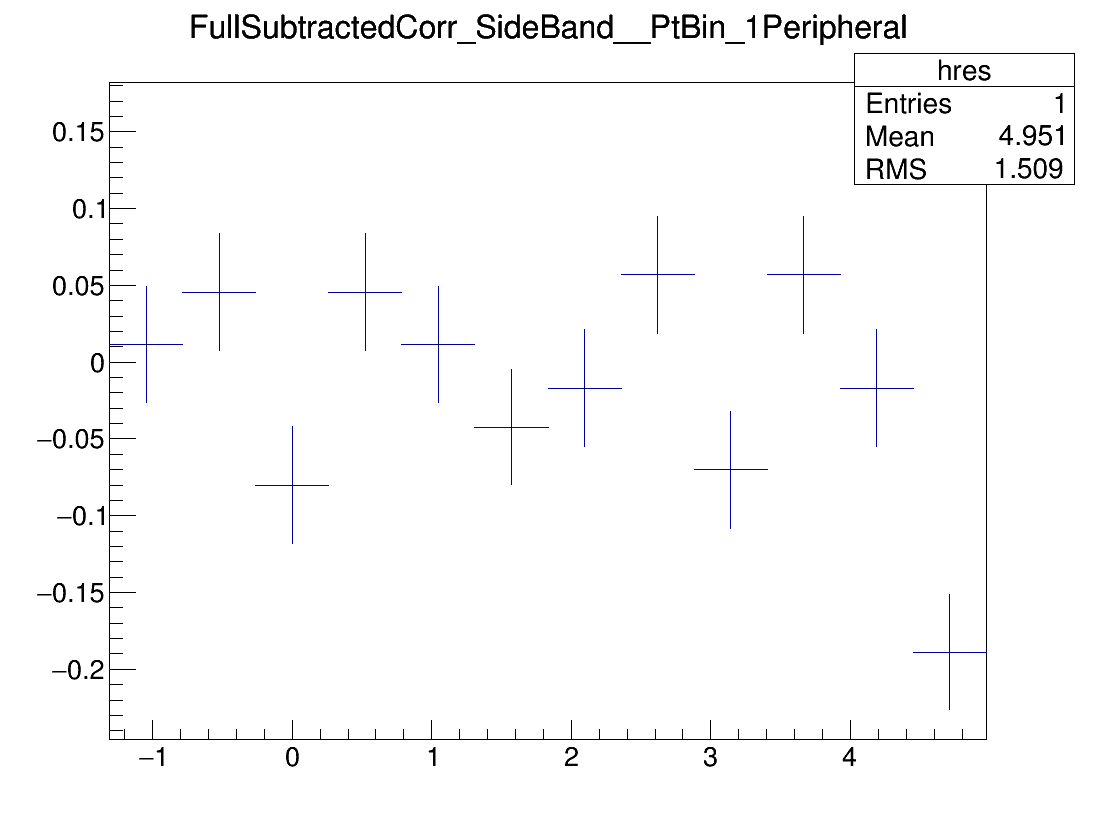 FullSubtractedCorr_SideBand__PtBin_1Peripheral
hres
Entries 1
Mean 4.951
RMS 1.509
0.15
0.1
0.05
0
−0.05
−0.1
−0.15
−0.2
−1 0 1 2 3 4